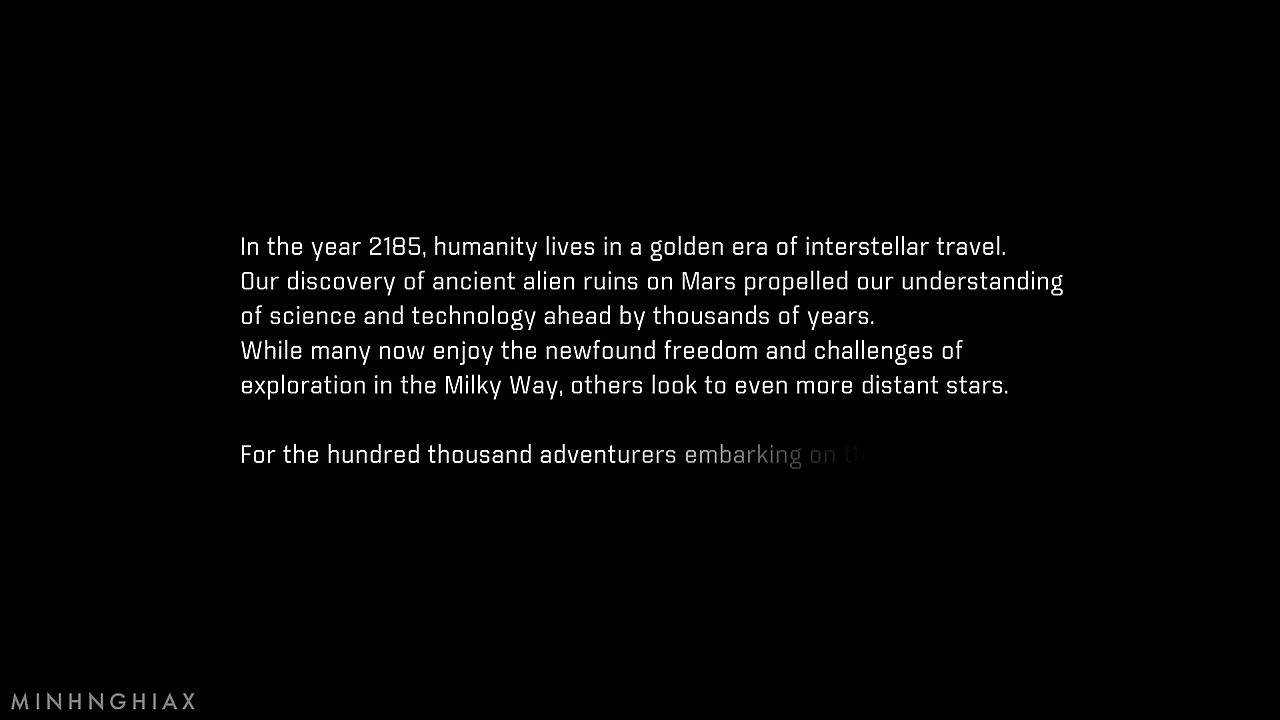 In the year 2185, humanity lives in a golden era of interstellar travel.
Our discovery of ancient alien ruins on Mars propelled our understanding
of science and technology ahead by thousands of years.
While many now enjoy the newfound freedom and challenges of
exploration in the Milky Way, others look to even more distant stars.
For the hundred thousand adventurers embarking on th
MINHNGHIAX